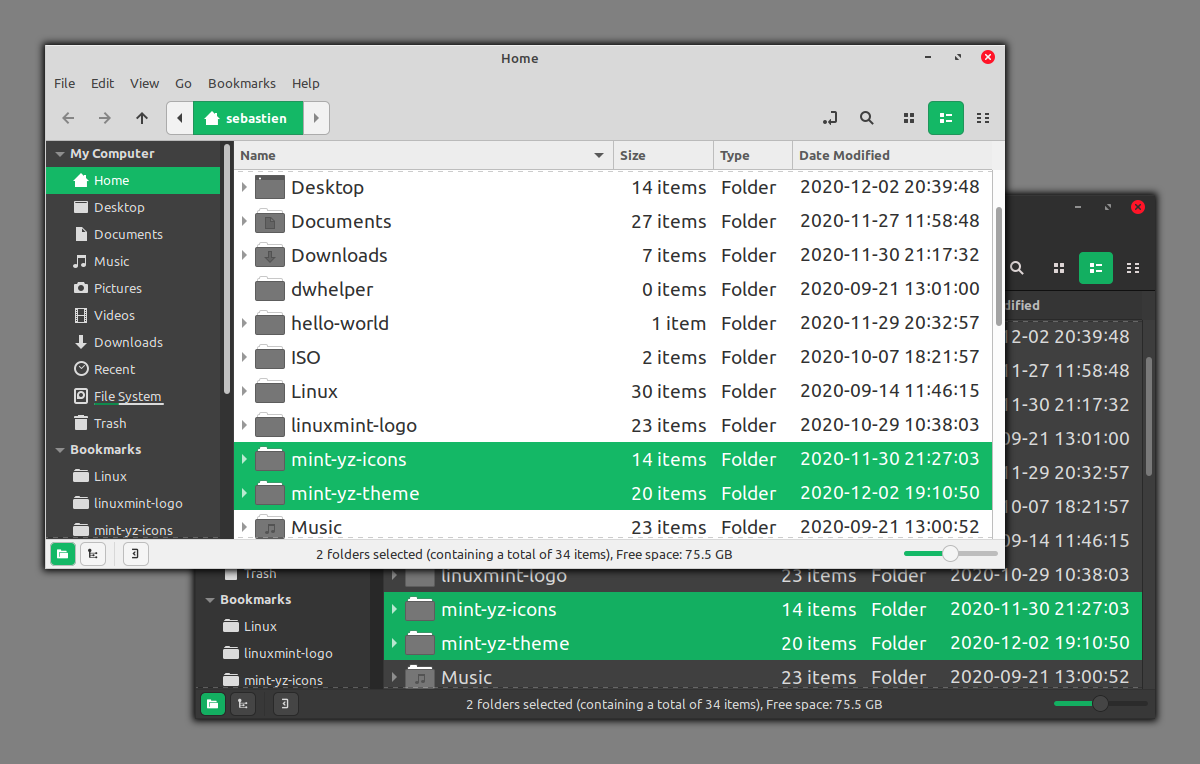 Home
File Edit View Go Bookmarks Help
sebastien
My Computer
Home
Desktop
Documents
Music
Pictures
Videos
Downloads
Recent
File System
Trash
Bookmarks
Linux
linuxmint-logo
mint-yz-icons
Name Size Type Date Modified
Desktop 14 items Folder 2020-12-02 20:39:48
Documents 27 items Folder 2020-11-27 11:58:48
Downloads 7 items Folder 2020-11-30 21:17:32
dwhelper 0 items Folder 2020-09-21 13:01:00
hello-world 1 item Folder 2020-11-29 20:32:57
ISO 2 items Folder 2020-10-07 18:21:57
Linux 30 items Folder 2020-09-14 11:46:15
linuxmint-logo 23 items Folder 2020-10-29 10:38:03
mint-yz-icons 14 items Folder 2020-11-30 21:27:03
mint-yz-theme 20 items Folder 2020-12-02 19:10:50
Music 23 items Folder 2020-09-21 13:00:52
2 folders selected (containing a total of 34 items), Free space: 75.5 GB
dified
12-02 20:39:48
11-27 11:58:48
11-30 21:17:32
09-21 13:01:00
11-29 20:32:57
10-07 18:21:57
09-14 11:46:15
Trash
Bookmarks
Linux
linuxmint-logo
mint-yz-icons
linuxmint-logo 23 items Folder 2020-10-29 10:38:03
mint-yz-icons 14 items Folder 2020-11-30 21:27:03
mint-yz-theme 20 items Folder 2020-12-02 19:10:50
Music 23 items Folder 2020-09-21 13:00:52
2 folders selected (containing a total of 34 items), Free space: 75.5 GB